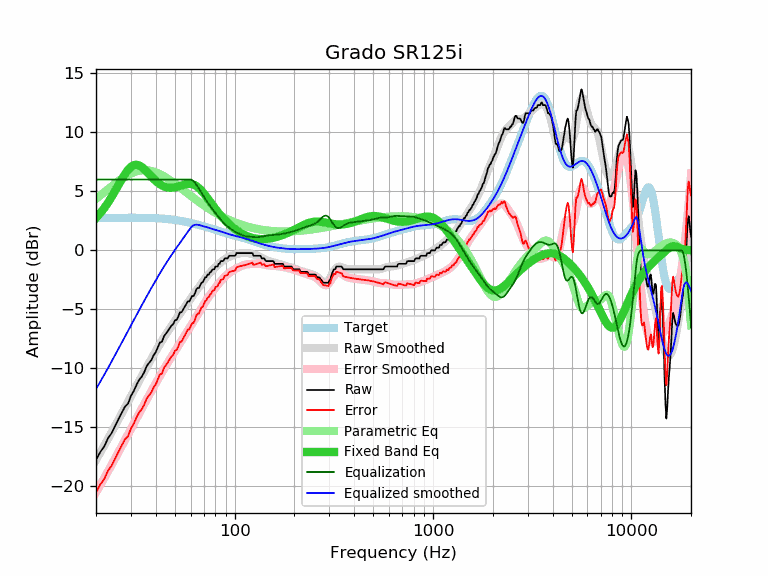 Grado SR125i
Amplitude (dBr)
15
10
5
0
−5
−10
−15
−20
Target
Raw Smoothed
Error Smoothed
Raw
Error
Parametric Eq
Fixed Band Eq
Equalization
Equalized smoothed
100
1000
10000
Frequency (Hz)